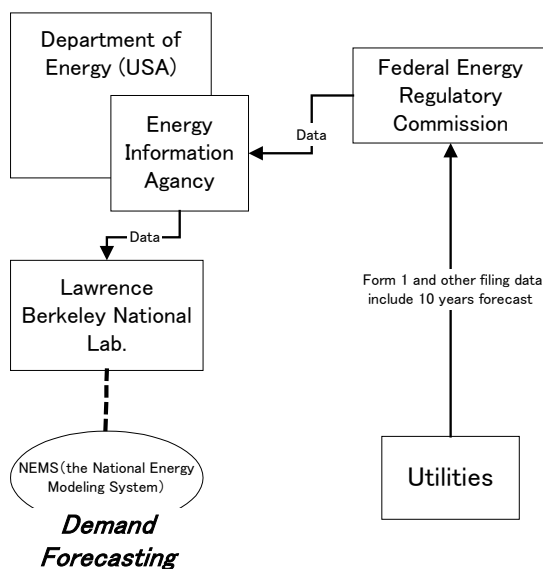 Department of
Energy (USA)
Federal Energy
Regulatory
Commission
Data
Energy
Information
Agancy
Data
Lawrence
Berkeley National
Lab.
Form 1 and other filing data
include 10 years forecast
NEMS(the National Energy
Modeling System)
Utilities
Demand
Forecasting